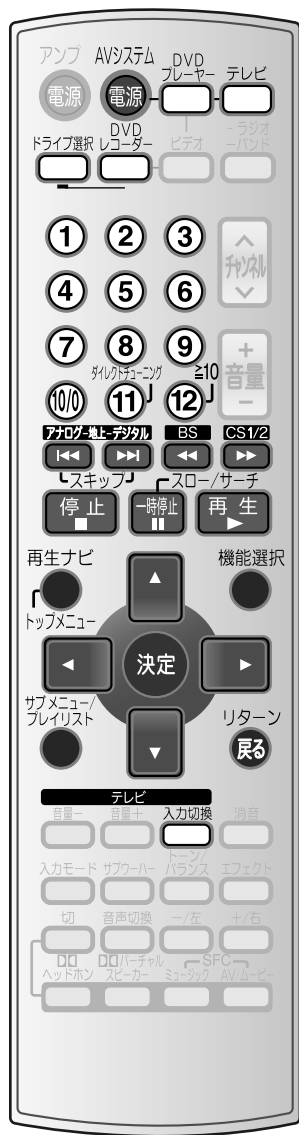 アンプ AVシステム DVDプレーヤー テレビ
電源 電源
ドライブ選択 DVDレコーダー ビデオ -ラジオ-バンド
1 2 3
チャンネル
4 5 6
7 8 9
+
音量
−
ダイレクトチューニング ≧10
10/0 11 12
アナログ-地上-デジタル BS CS1/2
スキップ スロー/サーチ
停止 一時停止 再生
再生ナビ 機能選択
トップメニュー
決定
サブメニュー/プレイリスト リターン
戻る
テレビ
音量− 音量+ 入力切換 消音
入力モード サブウーハー トーン/バランス エフェクト
切 音声切換 −/左 +/右
ヘッドホン バーチャルスピーカー SFC
ミュージック AV/ムービー